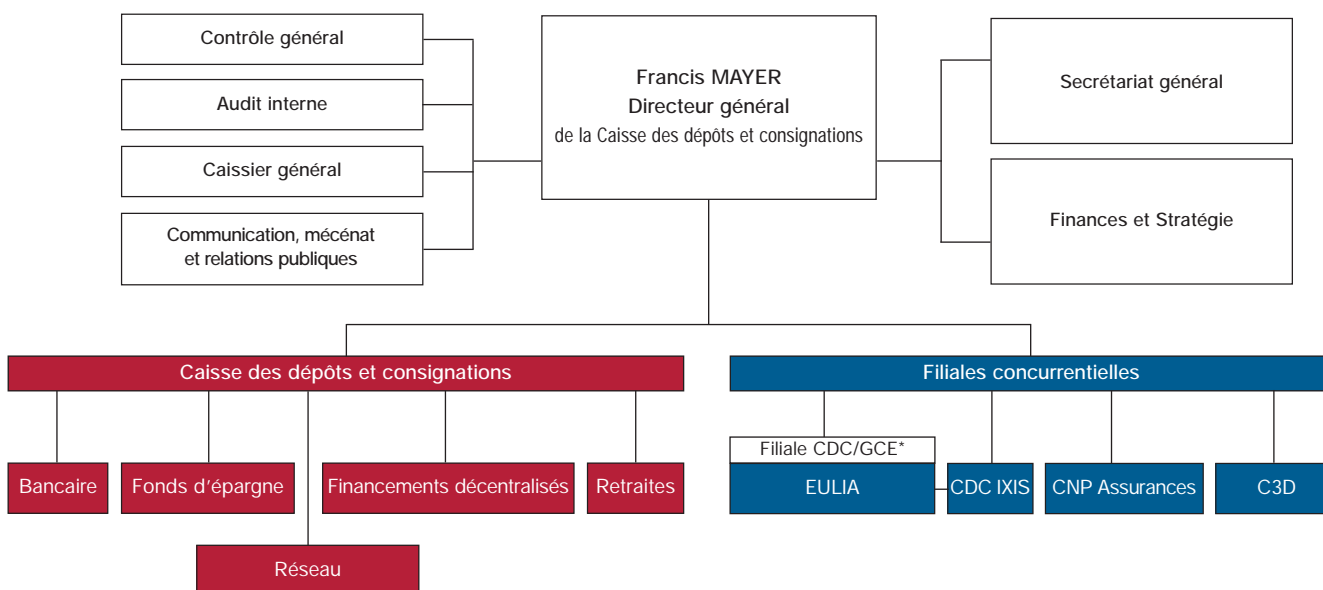 Contrôle général
Audit interne
Caissier général
Communication, mécénat
et relations publiques
Francis MAYER
Directeur général
de la Caisse des dépôts et consignations
Secrétariat général
Finances et Stratégie
Caisse des dépôts et consignations
Bancaire
Fonds d'épargne
Financements décentralisés
Retraites
Réseau
Filiales concurrentielles
Filiale CDC/GCE*
EULIA
CDC IXIS
CNP Assurances
C3D